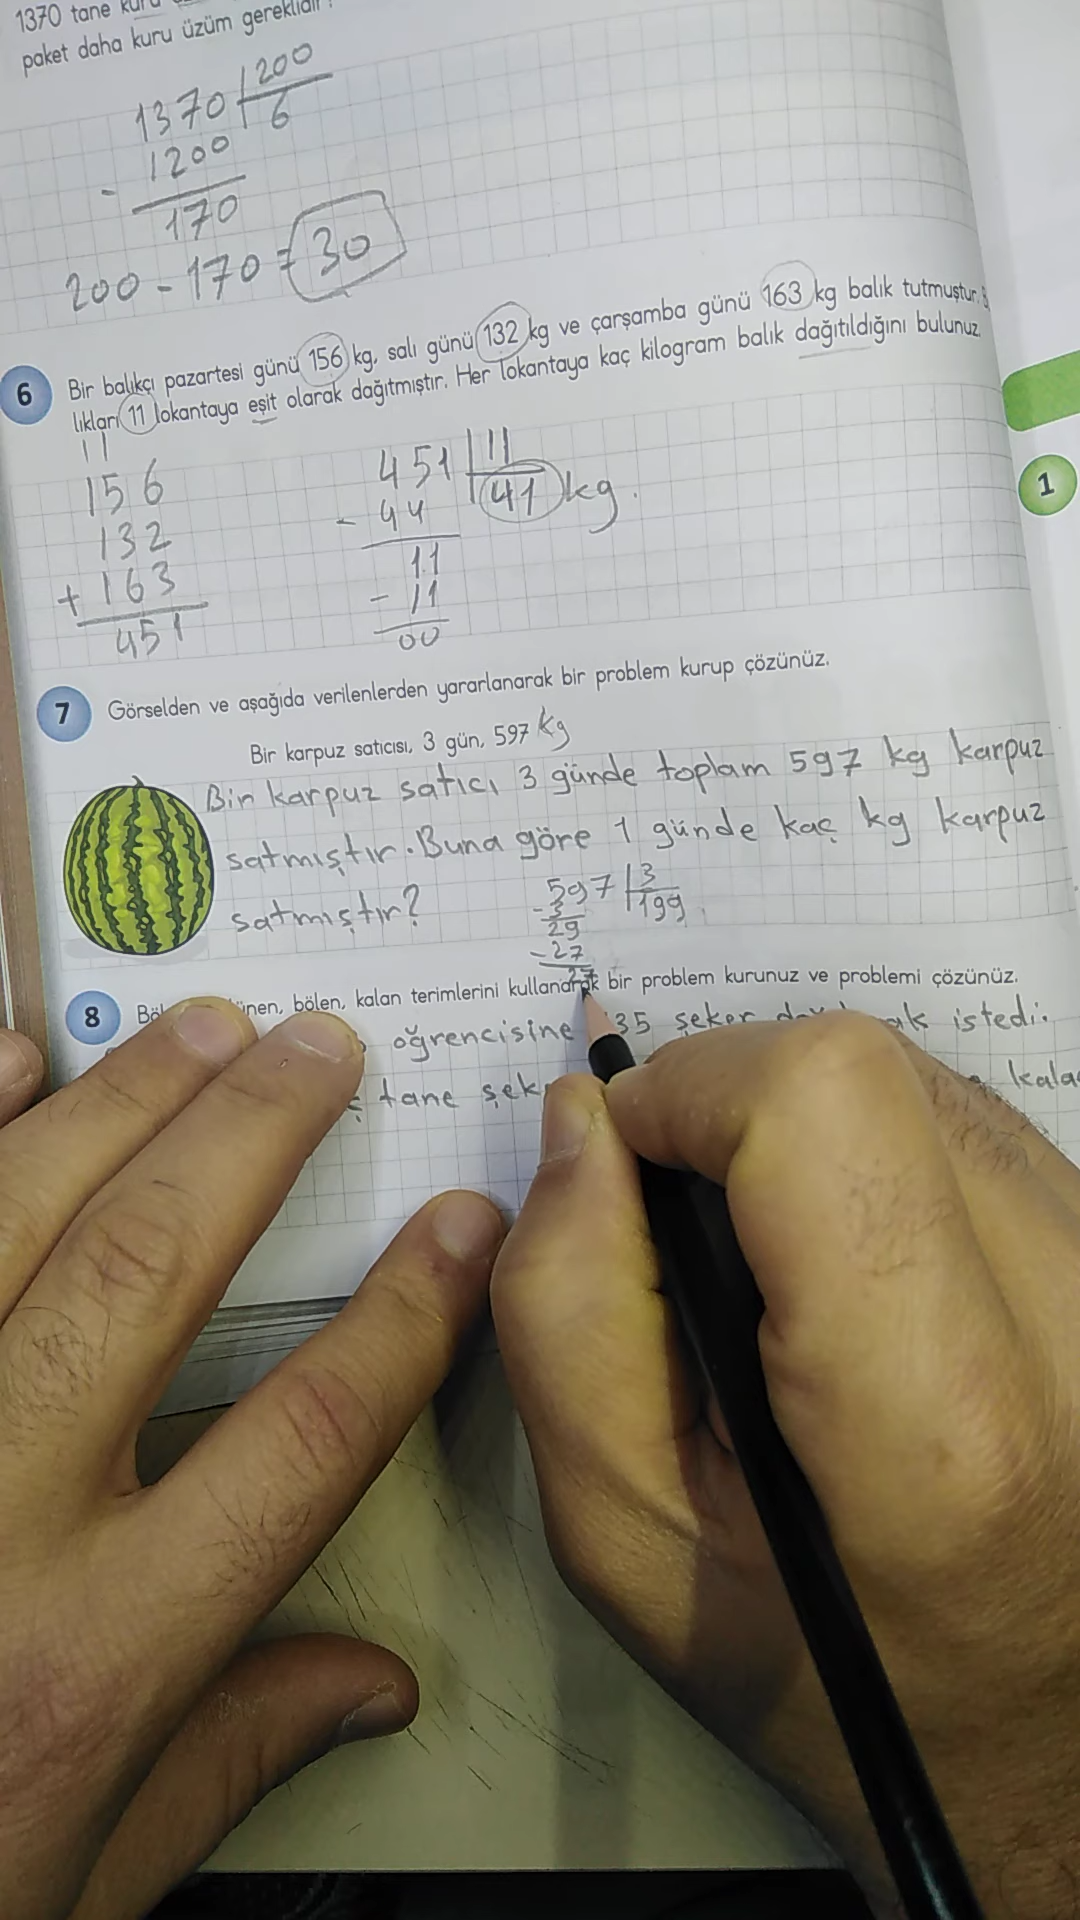 1370 tane kuru
paket daha kuru üzüm gereklidir?
1370 200
- 1200 6
170
200 - 170 = 30
6 Bir balıkçı pazartesi günü 156 kg, salı günü 132 kg ve çarşamba günü 163 kg balık tutmuştur.
lıkları 11 lokantaya eşit olarak dağıtmıştır. Her lokantaya kaç kilogram balık dağıtıldığını bulunuz.
11
156
132
+ 163
451
451 11
- 44 41 kg.
11
- 11
00
1
7 Görselden ve aşağıda verilenlerden yararlanarak bir problem kurup çözünüz.
Bir karpuz satıcısı, 3 gün, 597 kg
Bir karpuz satıcı 3 günde toplam 597 kg karpuz
satmıştır. Buna göre 1 günde kaç kg karpuz
satmıştır?
597 3
- 3 199
29
- 27
27
8 nen, bölen, kalan terimlerini kullanarak bir problem kurunuz ve problemi çözünüz.
öğrencisine 35 şeker istedi.
tane